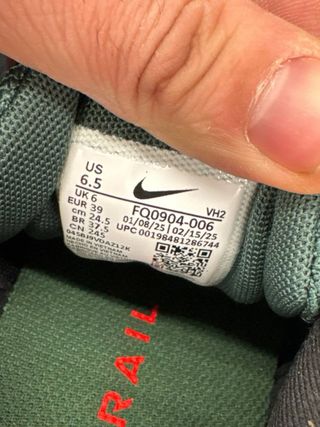 US
6.5
UK 6
EUR 39
cm 24.5
BR 37.5
CN 245
VH2
FQ0904-006
01/08/25 02/15/25
UPC 00198481286744
RAIL